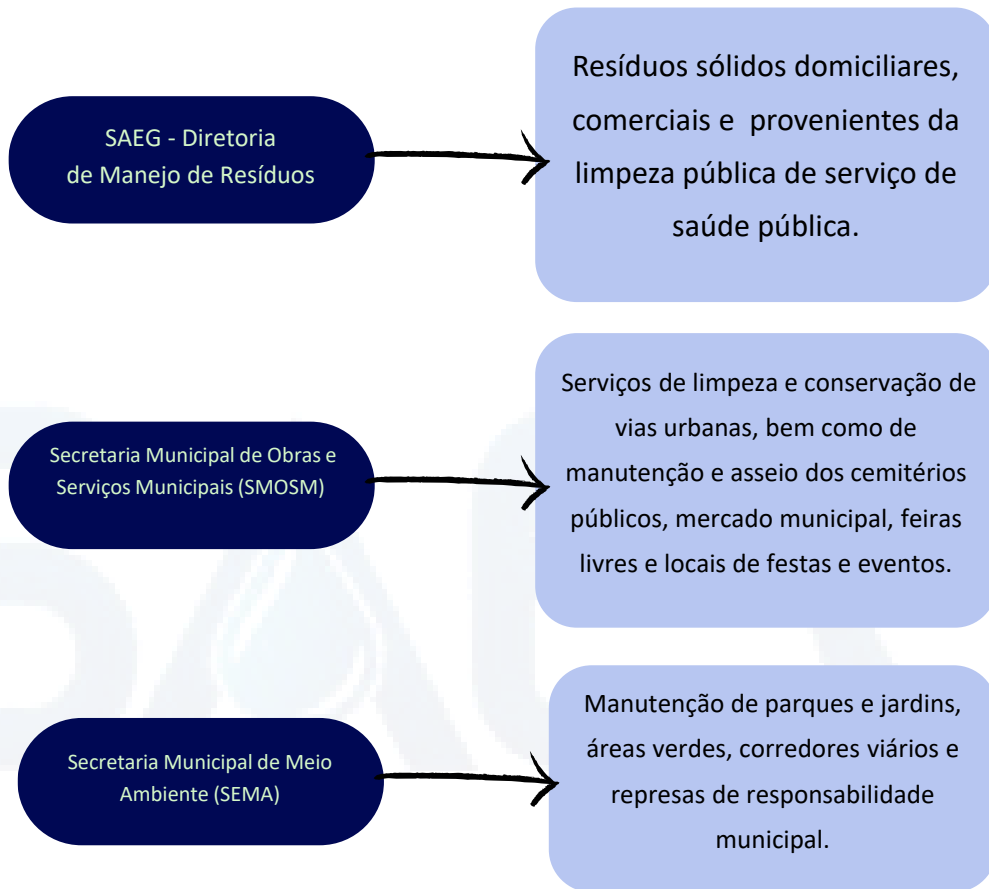 SAEG - Diretoria
de Manejo de Resíduos
Resíduos sólidos domiciliares,
comerciais e provenientes da
limpeza pública de serviço de
saúde pública.
Secretaria Municipal de Obras e
Serviços Municipais (SMOSM)
Serviços de limpeza e conservação de
vias urbanas, bem como de
manutenção e asseio dos cemitérios
públicos, mercado municipal, feiras
livres e locais de festas e eventos.
Secretaria Municipal de Meio
Ambiente (SEMA)
Manutenção de parques e jardins,
áreas verdes, corredores viários e
represas de responsabilidade
municipal.